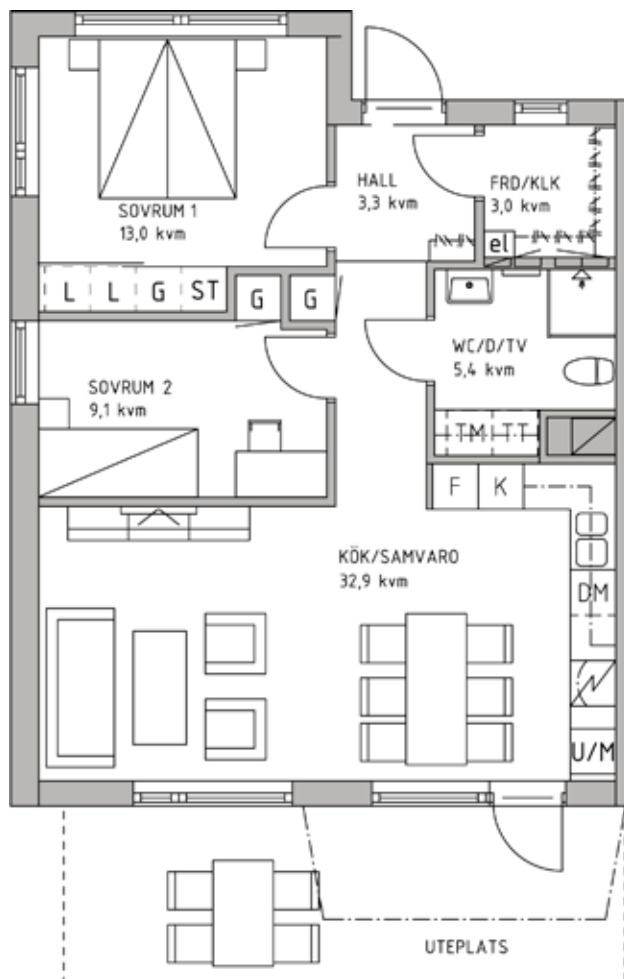 SOVRUM 1
13,0 kvm
HALL
3,3 kvm
FRD/KLK
3,0 kvm
el
L L G ST
G
G
WC/D/TV
5,4 kvm
SOVRUM 2
9,1 kvm
TM TT
F K
KÖK/SAMVARO
32,9 kvm
DM
U/M
UTEPLATS